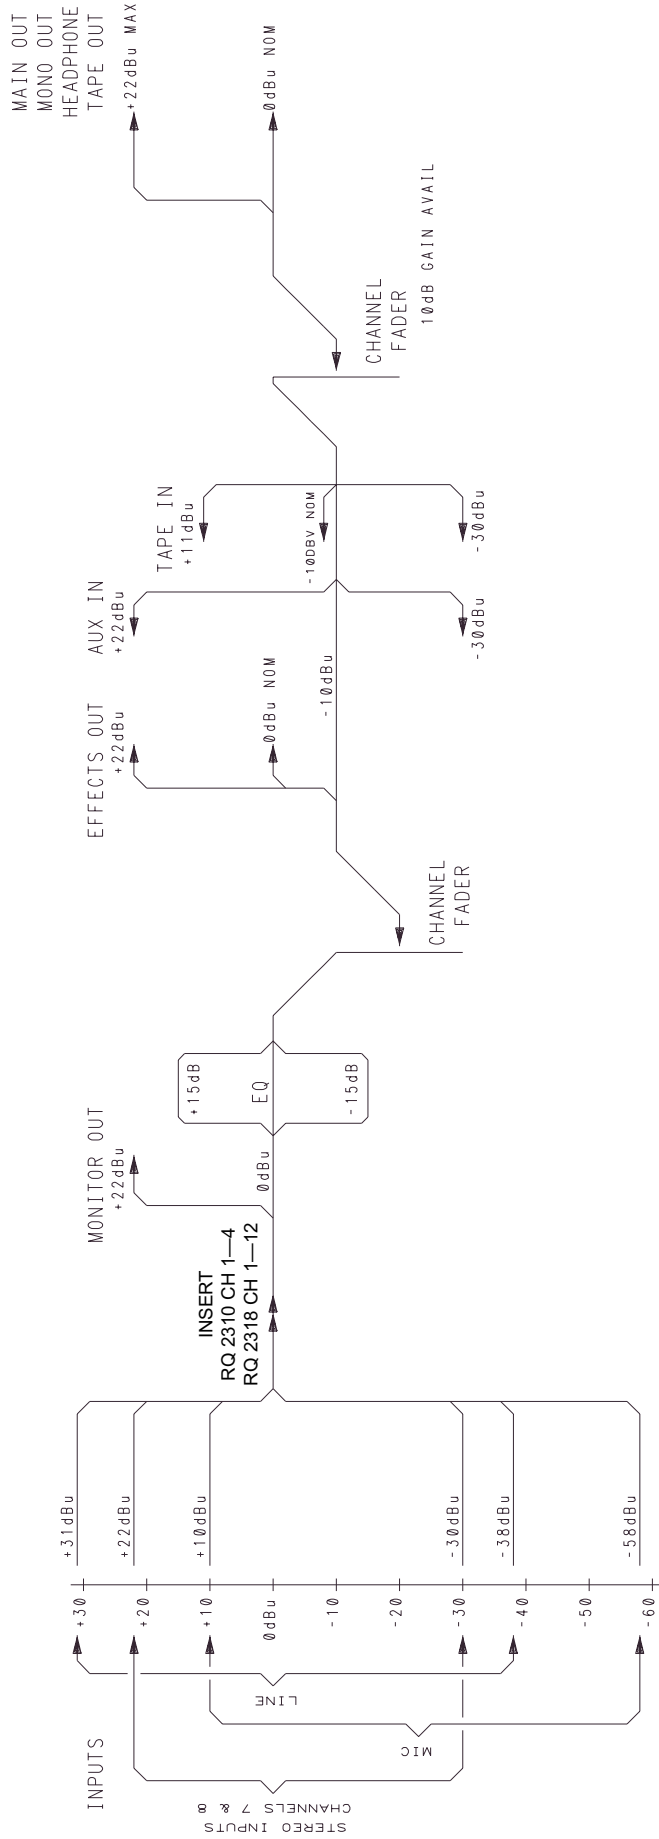 INPUTS
STEREO INPUTS
CHANNELS 7 & 8
MIC
LINE
+30
+20
+10
0dBu
-10
-20
-30
-40
-50
-60
+31dBu
+22dBu
+10dBu
-30dBu
-38dBu
-58dBu
INSERT
RQ 2310 CH 1—4
RQ 2318 CH 1—12
MONITOR OUT
+22dBu
0dBu
+15dB
EQ
-15dB
CHANNEL
FADER
EFFECTS OUT
+22dBu
0dBu NOM
-10dBu
AUX IN
+22dBu
-30dBu
TAPE IN
+11dBu
-10DBV NOM
-30dBu
CHANNEL
FADER
10dB GAIN AVAIL
MAIN OUT
MONO OUT
HEADPHONE
TAPE OUT
+22dBu MAX
0dBu NOM